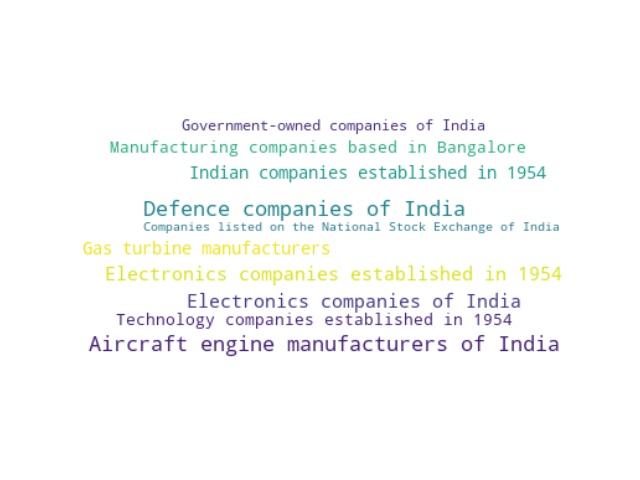 Government-owned companies of India
Manufacturing companies based in Bangalore
Indian companies established in 1954
Defence companies of India
Companies listed on the National Stock Exchange of India
Gas turbine manufacturers
Electronics companies established in 1954
Electronics companies of India
Technology companies established in 1954
Aircraft engine manufacturers of India